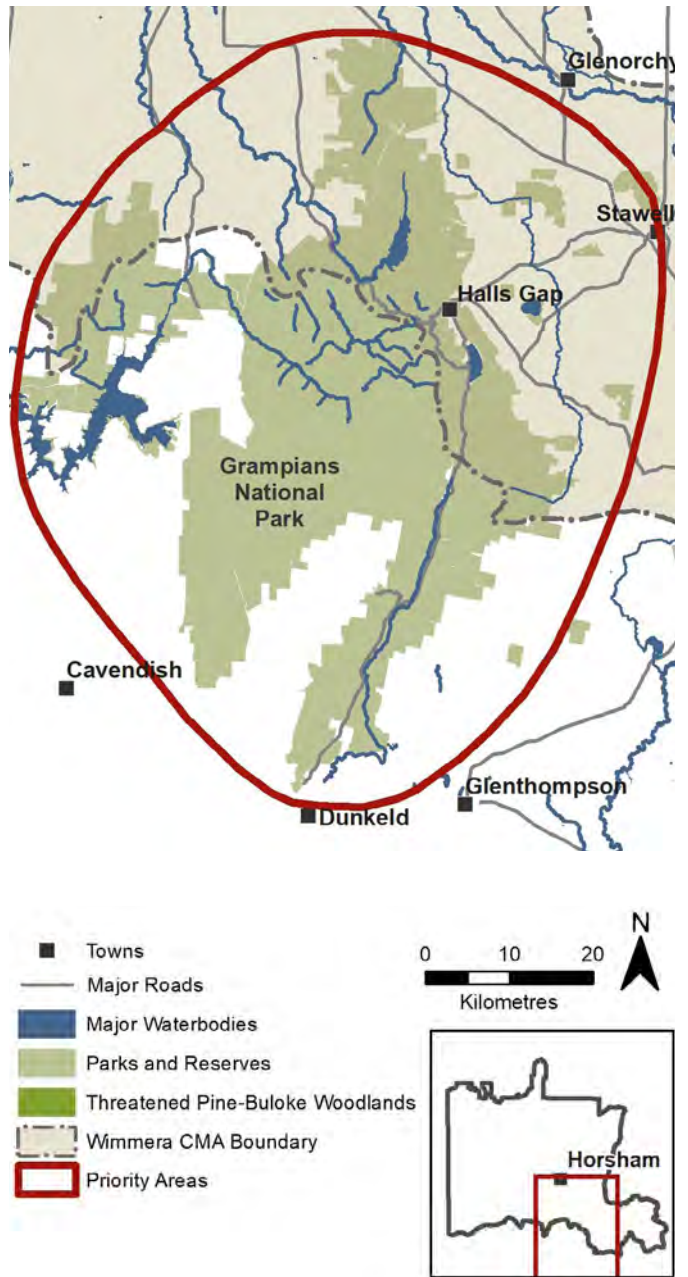 Glenorchy
Stawell
Halls Gap
Grampians
National
Park
Cavendish
Glenthompson
Dunkeld
N
Towns
0 10 20
Major Roads
Kilometres
Major Waterbodies
Parks and Reserves
Threatened Pine-Buloke Woodlands
Wimmera CMA Boundary
Horsham
Priority Areas